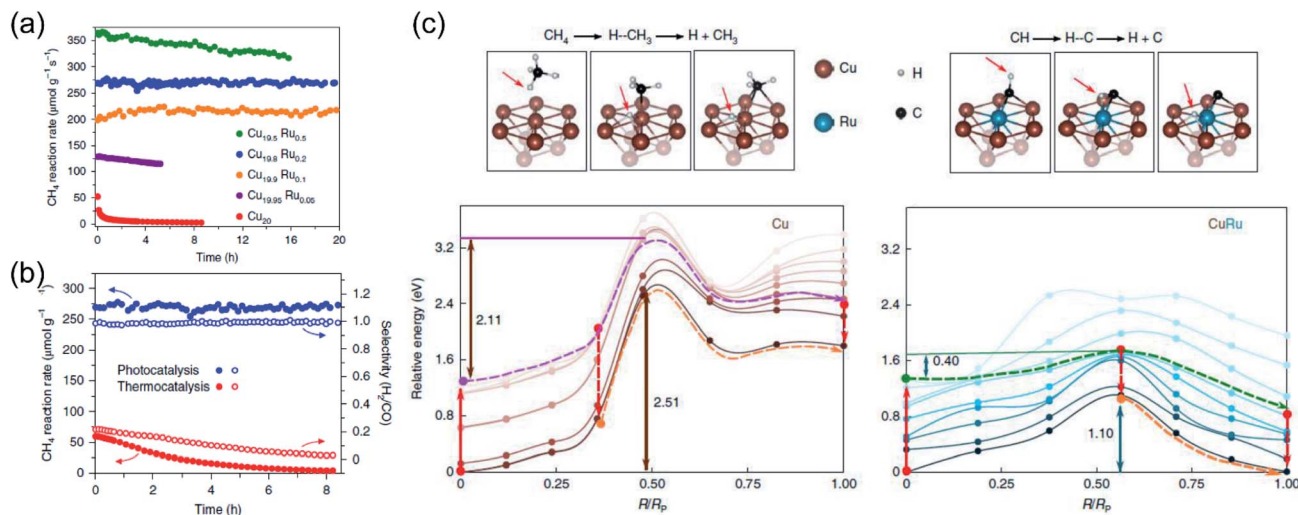 (a)
CH₄ reaction rate (μmol g⁻¹ s⁻¹)
350
300
250
200
150
100
50
0
Cu₁₉.₅ Ru₀.₅
Cu₁₉.₈ Ru₀.₂
Cu₁₉.₉ Ru₀.₁
Cu₁₉.₉₅ Ru₀.₀₅
Cu₂₀
0 4 8 12 16 20
Time (h)
(b)
CH₄ reaction rate (μmol g⁻¹
⁻¹)
300
250
200
150
100
50
0
Photocatalysis
Thermocatalysis
1.2
1.0
0.8
0.6
0.4
0.2
0
Selectivity (H₂/CO)
0 2 4 6 8
Time (h)
(c)
CH₄ → H--CH₃ → H + CH₃
Cu
Ru
CH → H--C → H + C
H
C
Relative energy (eV)
3.2
2.4
1.6
0.8
0
Cu
2.11
2.51
0 0.25 0.50 0.75 1.00
R/Rₚ
3.2
2.4
1.6
0.8
0
CuRu
0.40
1.10
0 0.25 0.50 0.75 1.00
R/Rₚ